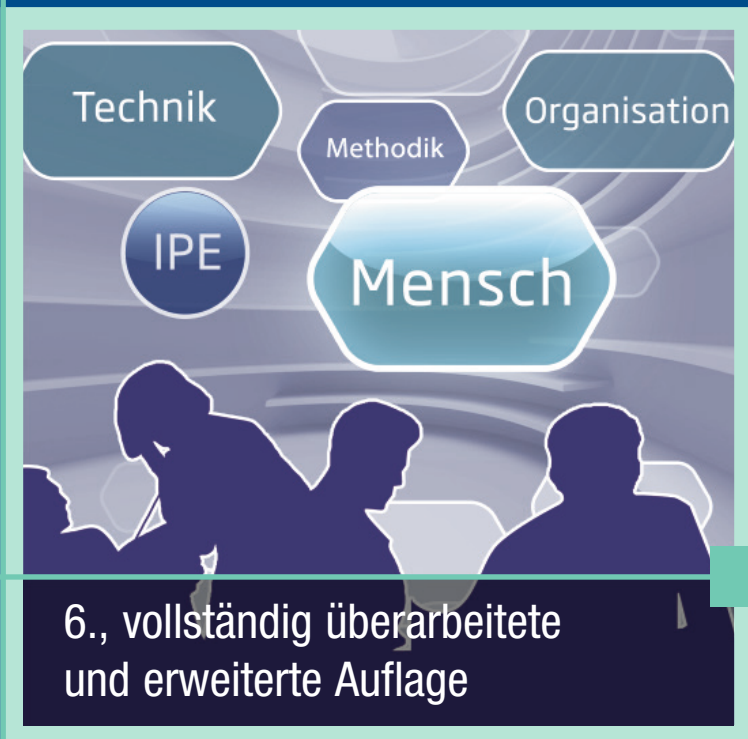 Technik
Organisation
Methodik
IPE
Mensch
6., vollständig überarbeitete
und erweiterte Auflage